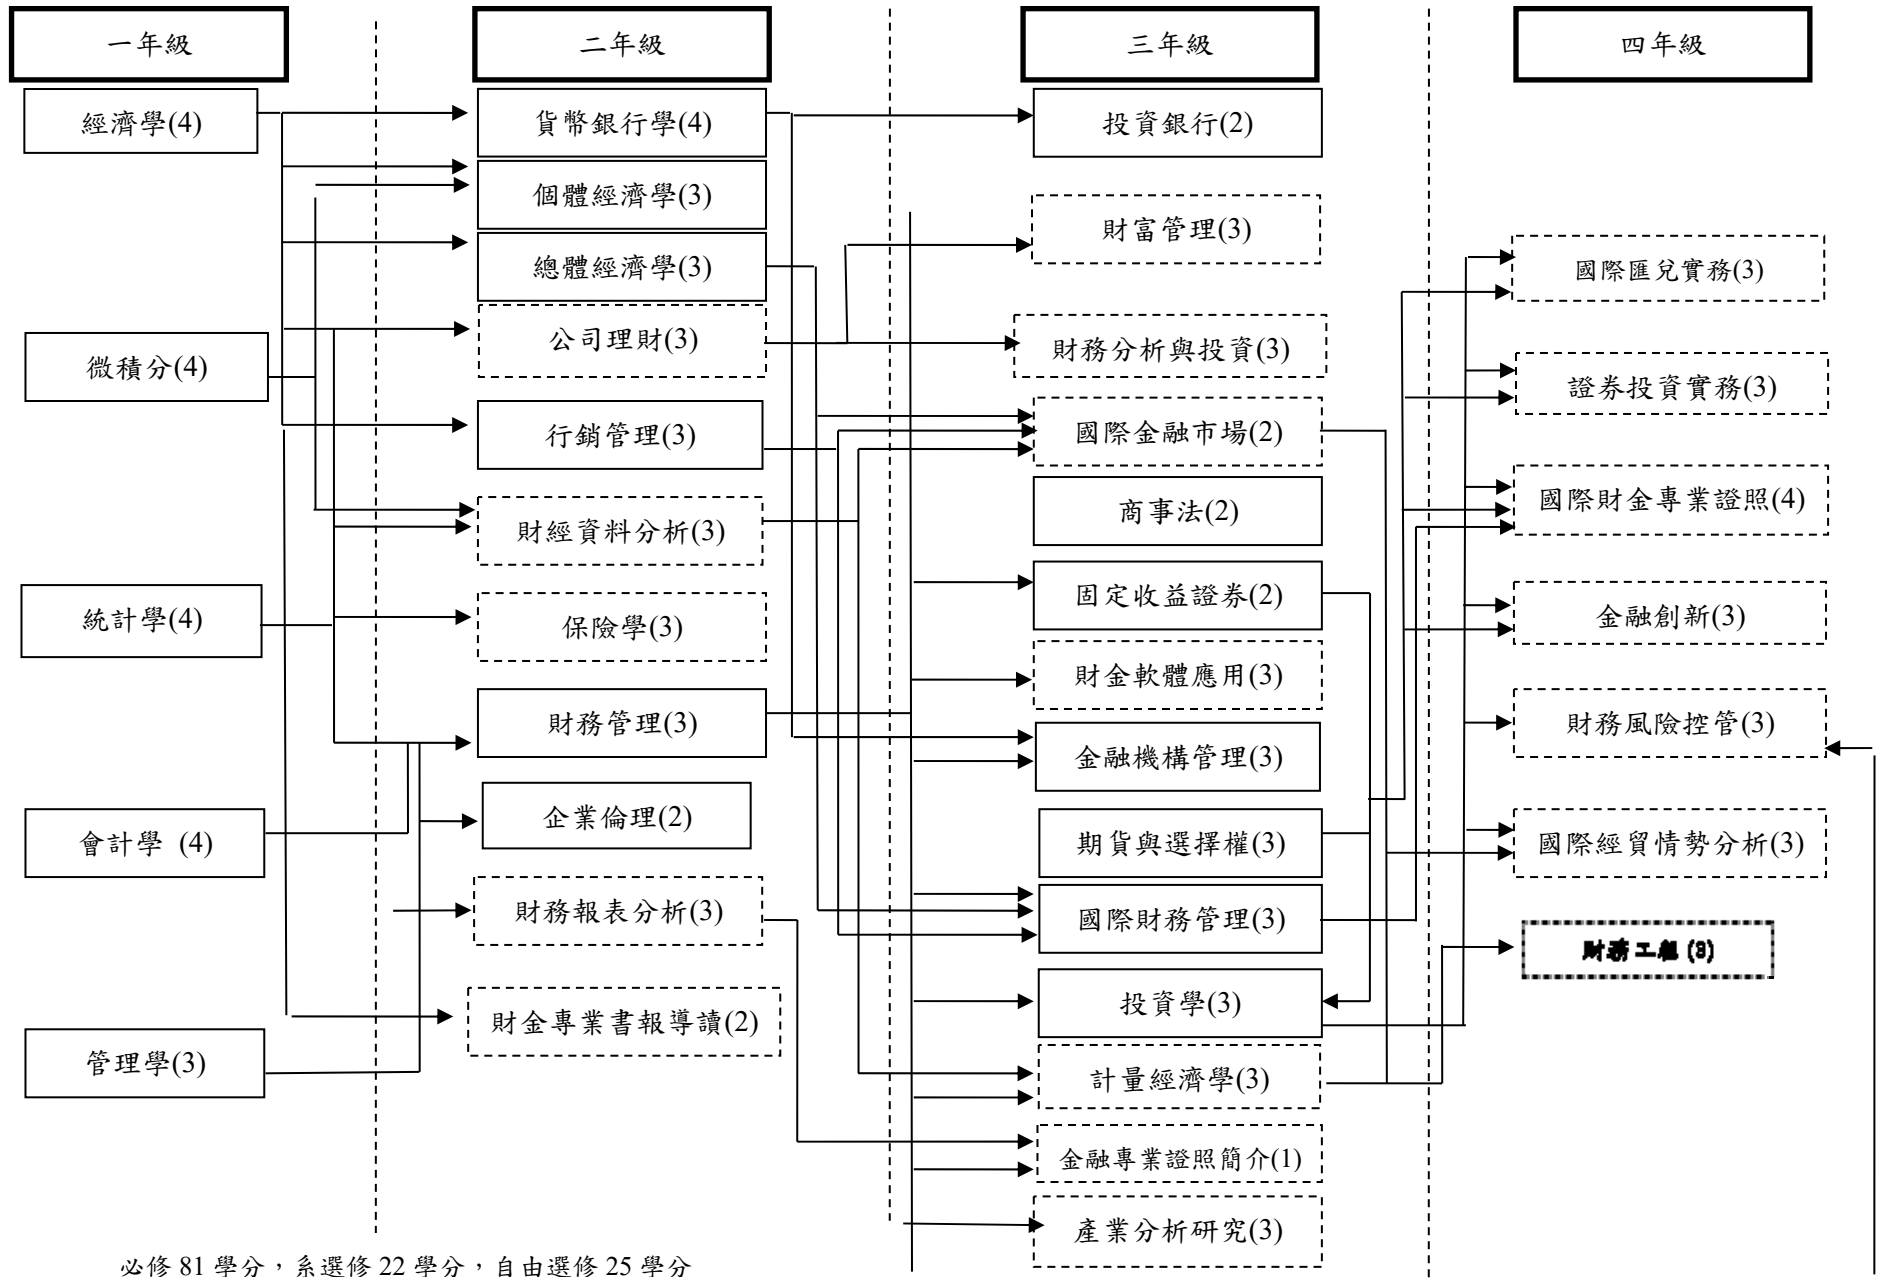 一年級
二年級
三年級
四年級
經濟學(4)
微積分(4)
統計學(4)
會計學 (4)
管理學(3)
貨幣銀行學(4)
個體經濟學(3)
總體經濟學(3)
公司理財(3)
行銷管理(3)
財經資料分析(3)
保險學(3)
財務管理(3)
企業倫理(2)
財務報表分析(3)
財金專業書報導讀(2)
投資銀行(2)
財富管理(3)
財務分析與投資(3)
國際金融市場(2)
商事法(2)
固定收益證券(2)
財金軟體應用(3)
金融機構管理(3)
期貨與選擇權(3)
國際財務管理(3)
投資學(3)
計量經濟學(3)
金融專業證照簡介(1)
產業分析研究(3)
國際匯兌實務(3)
證券投資實務(3)
國際財金專業證照(4)
金融創新(3)
財務風險控管(3)
國際經貿情勢分析(3)
財務工程 (3)
必修 81 學分，系選修 22 學分，自由選修 25 學分